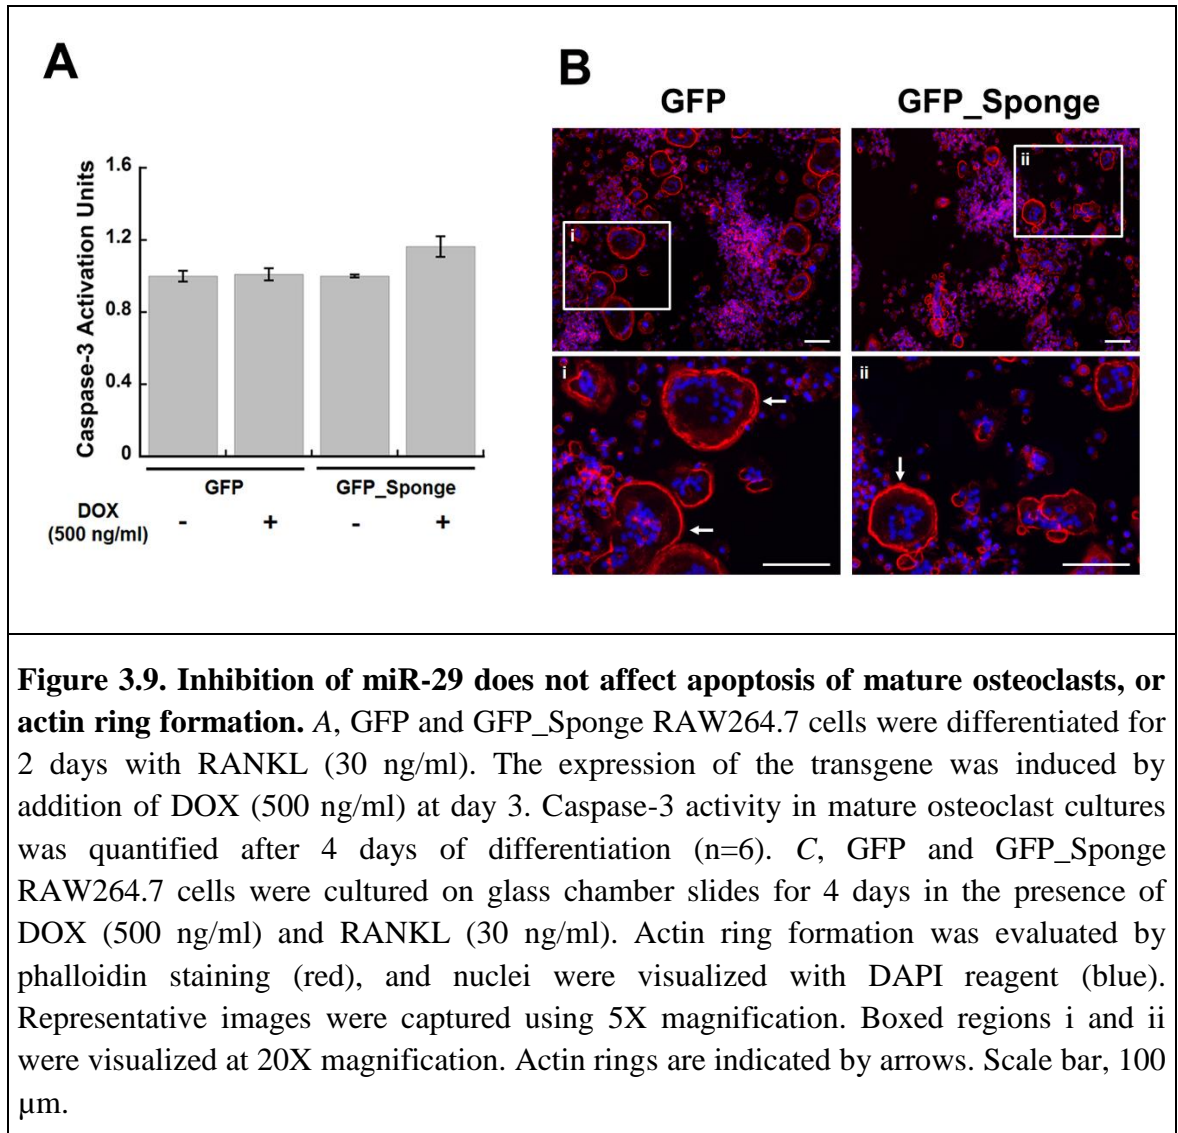 A
B
GFP
GFP_Sponge
Caspase-3 Activation Units
1.6
1.2
0.8
0.4
0
GFP
GFP_Sponge
DOX
(500 ng/ml)
- + - +
i
ii
i
ii
Figure 3.9. Inhibition of miR-29 does not affect apoptosis of mature osteoclasts, or
actin ring formation. A, GFP and GFP_Sponge RAW264.7 cells were differentiated for
2 days with RANKL (30 ng/ml). The expression of the transgene was induced by
addition of DOX (500 ng/ml) at day 3. Caspase-3 activity in mature osteoclast cultures
was quantified after 4 days of differentiation (n=6). C, GFP and GFP_Sponge
RAW264.7 cells were cultured on glass chamber slides for 4 days in the presence of
DOX (500 ng/ml) and RANKL (30 ng/ml). Actin ring formation was evaluated by
phalloidin staining (red), and nuclei were visualized with DAPI reagent (blue).
Representative images were captured using 5X magnification. Boxed regions i and ii
were visualized at 20X magnification. Actin rings are indicated by arrows. Scale bar, 100
µm.